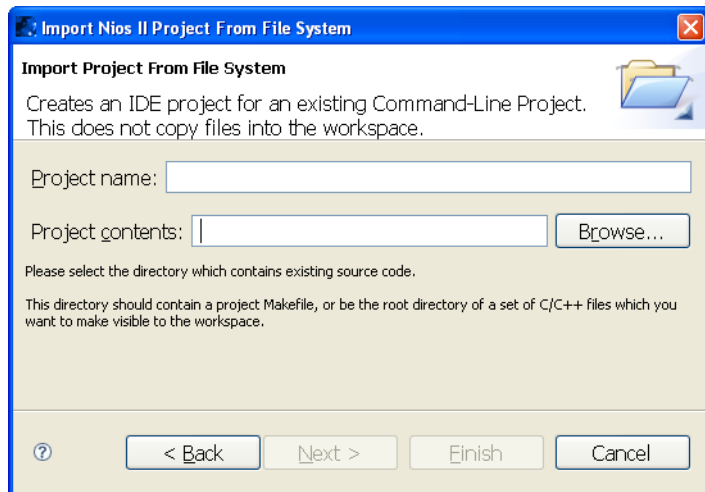 Import Nios II Project From File System
Import Project From File System
Creates an IDE project for an existing Command-Line Project.
This does not copy files into the workspace.
Project name:
Project contents:
Browse...
Please select the directory which contains existing source code.
This directory should contain a project Makefile, or be the root directory of a set of C/C++ files which you
want to make visible to the workspace.
?
< Back
Next >
Finish
Cancel